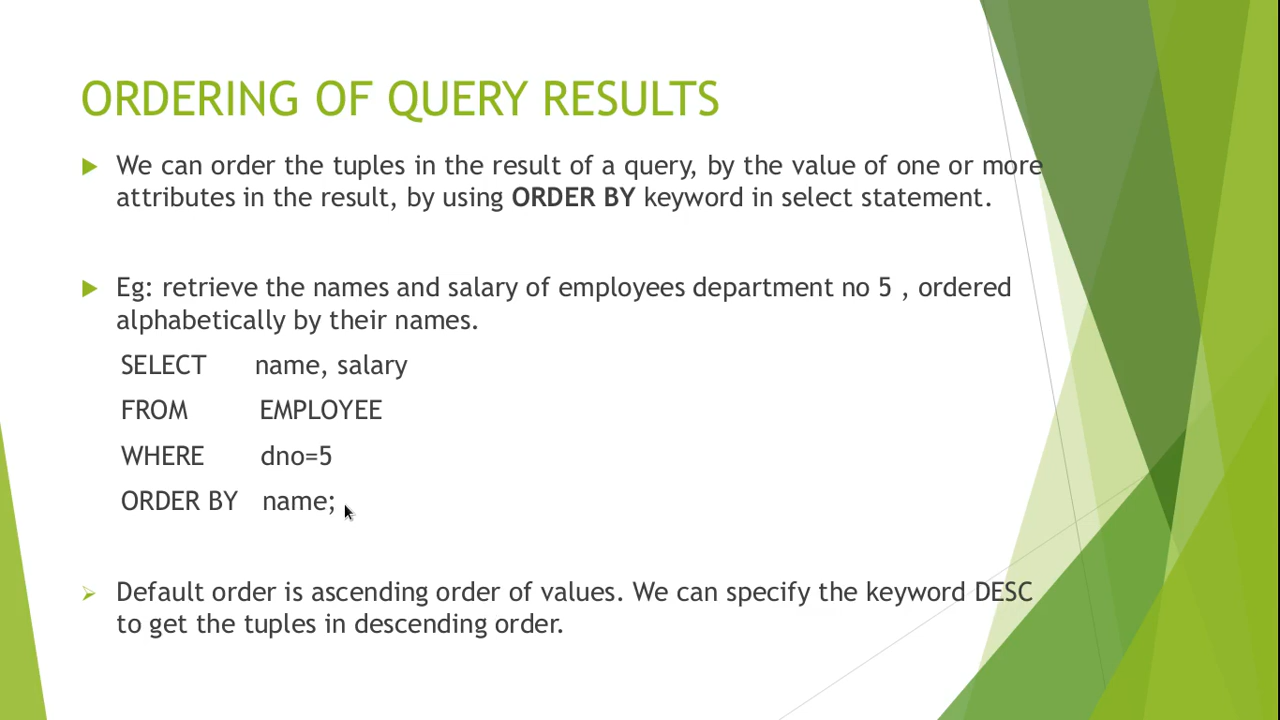 ORDERING OF QUERY RESULTS
We can order the tuples in the result of a query, by the value of one or more
attributes in the result, by using ORDER BY keyword in select statement.
Eg: retrieve the names and salary of employees department no 5 , ordered
alphabetically by their names.
SELECT name, salary
FROM EMPLOYEE
WHERE dno=5
ORDER BY name;
Default order is ascending order of values. We can specify the keyword DESC
to get the tuples in descending order.